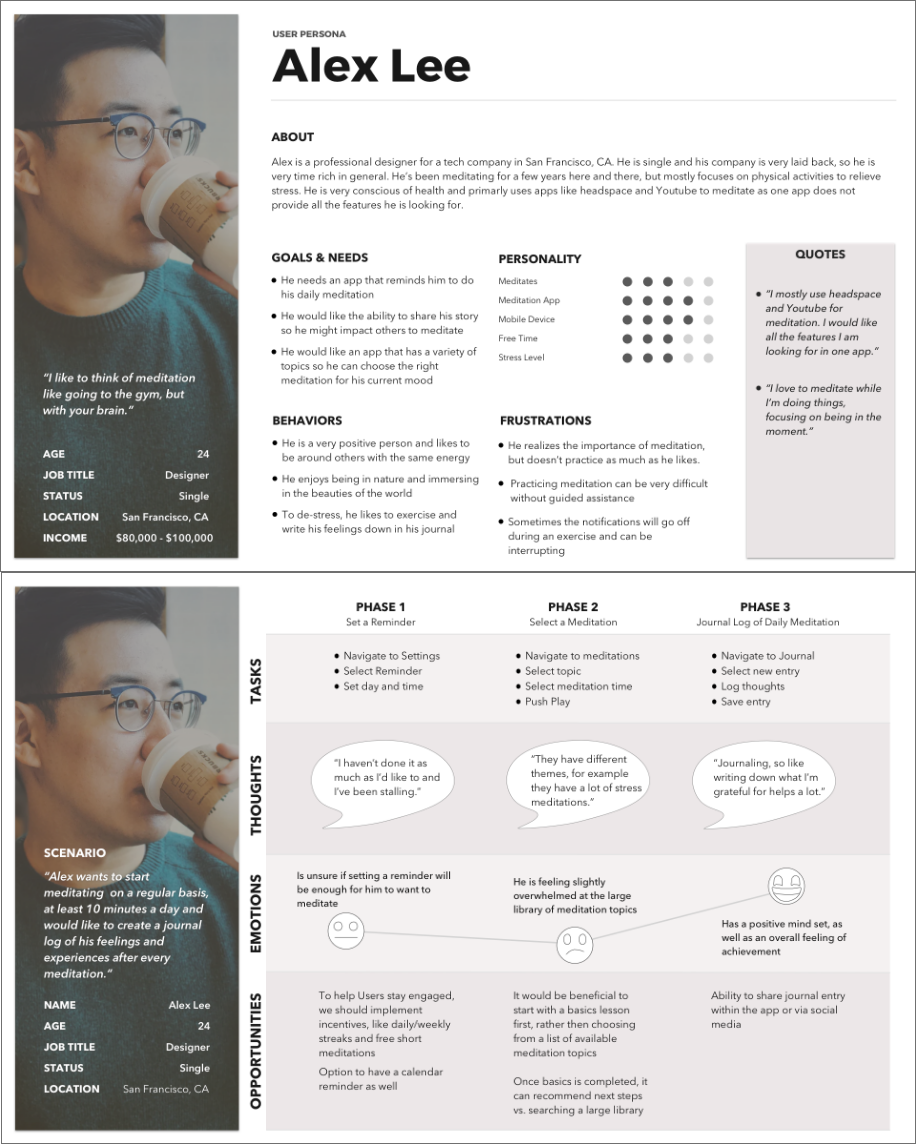 USER PERSONA
Alex Lee
ABOUT
Alex is a professional designer for a tech company in San Francisco, CA. He is single and his company is very laid back, so he is
very time rich in general. He's been meditating for a few years here and there, but mostly focuses on physical activities to relieve
stress. He is very conscious of health and primarly uses apps like headspace and Youtube to meditate as one app does not
provide all the features he is looking for.
"I like to think of meditation
like going to the gym, but
with your brain."
AGE 24
JOB TITLE Designer
STATUS Single
LOCATION San Francisco, CA
INCOME $80,000 - $100,000
GOALS & NEEDS
• He needs an app that reminds him to do
his daily meditation
• He would like the ability to share his story
so he might impact others to meditate
• He would like an app that has a variety of
topics so he can choose the right
meditation for his current mood
PERSONALITY
Meditates
Meditation App
Mobile Device
Free Time
Stress Level
QUOTES
• "I mostly use headspace
and Youtube for
meditation. I would like
all the features I am
looking for in one app."
• "I love to meditate while
I'm doing things,
focusing on being in the
moment."
BEHAVIORS
• He is a very positive person and likes to
be around others with the same energy
• He enjoys being in nature and immersing
in the beauties of the world
• To de-stress, he likes to exercise and
write his feelings down in his journal
FRUSTRATIONS
• He realizes the importance of meditation,
but doesn't practice as much as he likes.
• Practicing meditation can be very difficult
without guided assistance
• Sometimes the notifications will go off
during an exercise and can be
interrupting
SCENARIO
"Alex wants to start
meditating on a regular basis,
at least 10 minutes a day and
would like to create a journal
log of his feelings and
experiences after every
meditation."
NAME Alex Lee
AGE 24
JOB TITLE Designer
STATUS Single
LOCATION San Francisco, CA
PHASE 1
Set a Reminder
PHASE 2
Select a Meditation
PHASE 3
Journal Log of Daily Meditation
TASKS
• Navigate to Settings
• Select Reminder
• Set day and time
• Navigate to meditations
• Select topic
• Select meditation time
• Push Play
• Navigate to Journal
• Select new entry
• Log thoughts
• Save entry
THOUGHTS
"I haven't done it as
much as I'd like to and
I've been stalling."
"They have different
themes, for example
they have a lot of stress
meditations."
"Journaling, so like
writing down what I'm
grateful for helps a lot."
EMOTIONS
Is unsure if setting a reminder will
be enough for him to want to
meditate
He is feeling slightly
overwhelmed at the large
library of meditation topics
Has a positive mind set, as
well as an overall feeling of
achievement
OPPORTUNITIES
To help Users stay engaged,
we should implement
incentives, like daily/weekly
streaks and free short
meditations
Option to have a calendar
reminder as well
It would be beneficial to
start with a basics lesson
first, rather then choosing
from a list of available
meditation topics
Once basics is completed, it
can recommend next steps
vs. searching a large library
Ability to share journal entry
within the app or via social
media